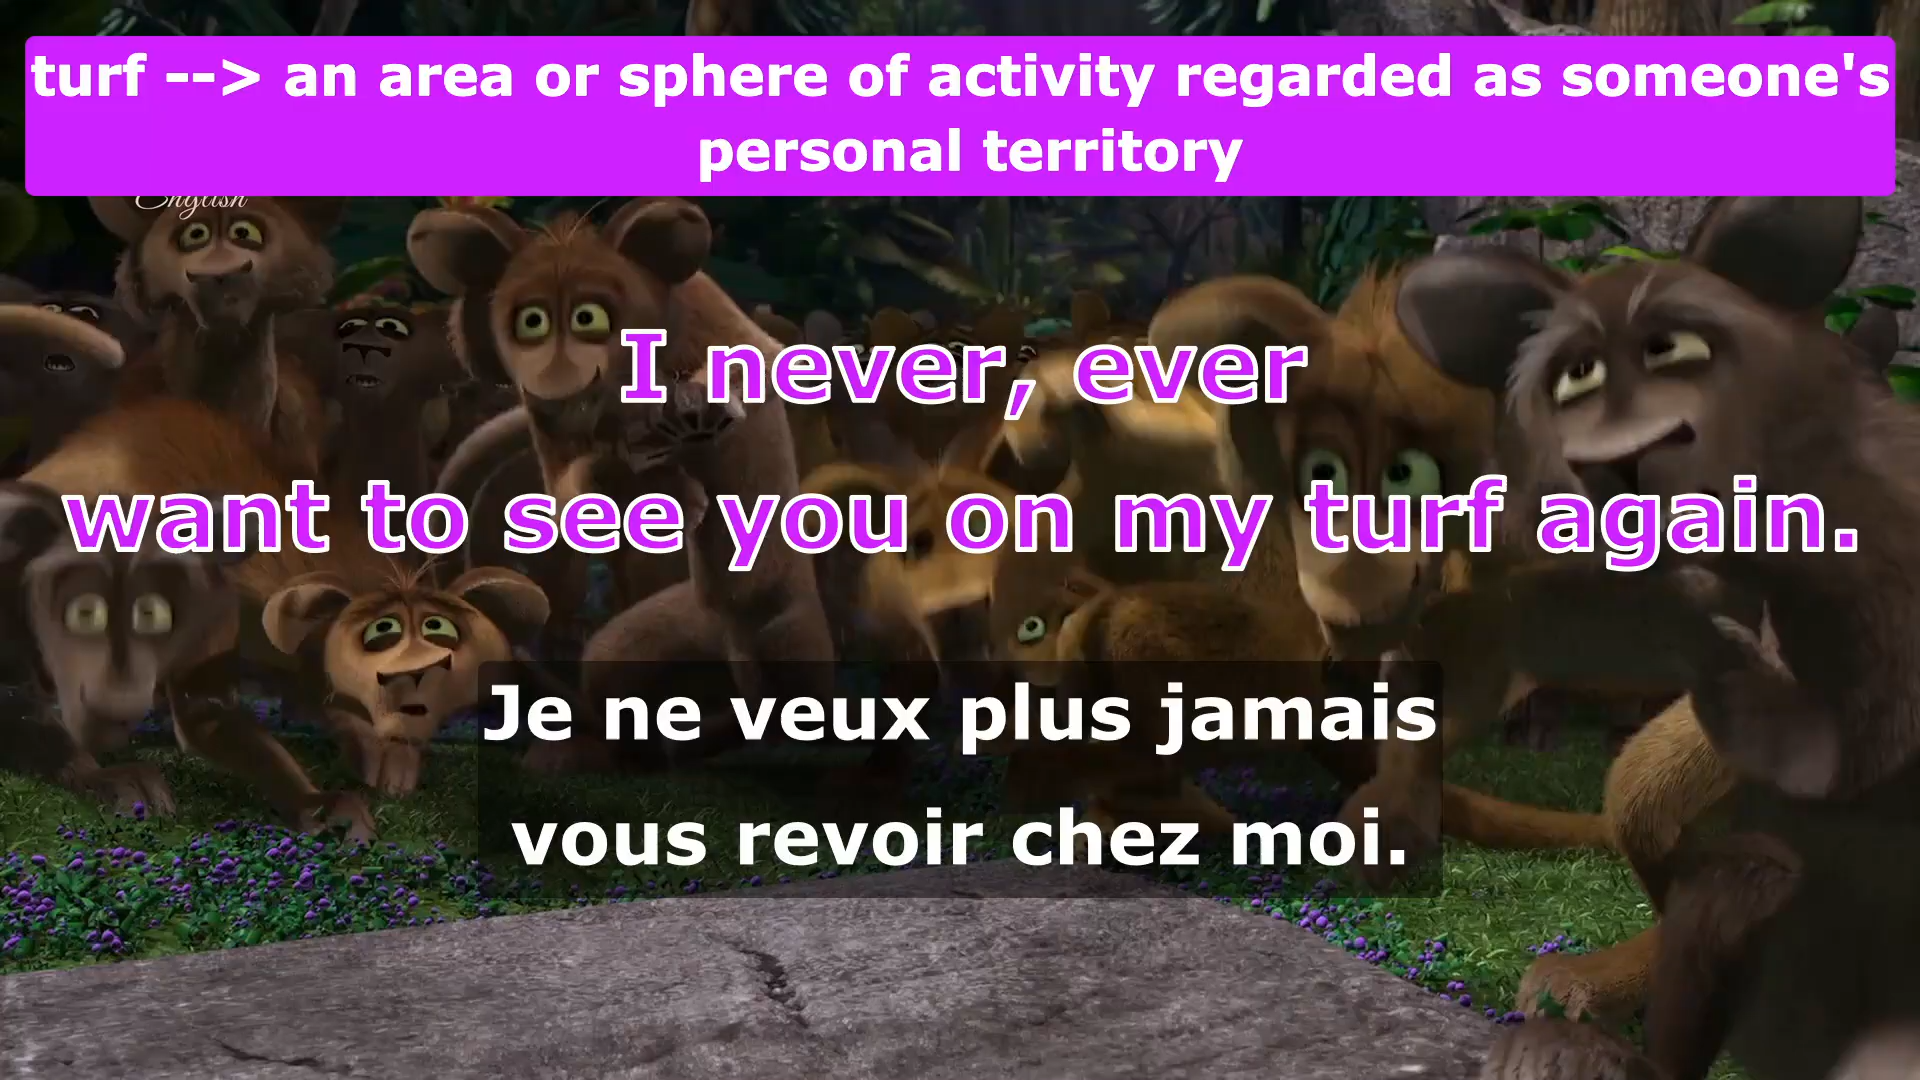 turf --> an area or sphere of activity regarded as someone's
personal territory
English
I never, ever
want to see you on my turf again.
Je ne veux plus jamais
vous revoir chez moi.